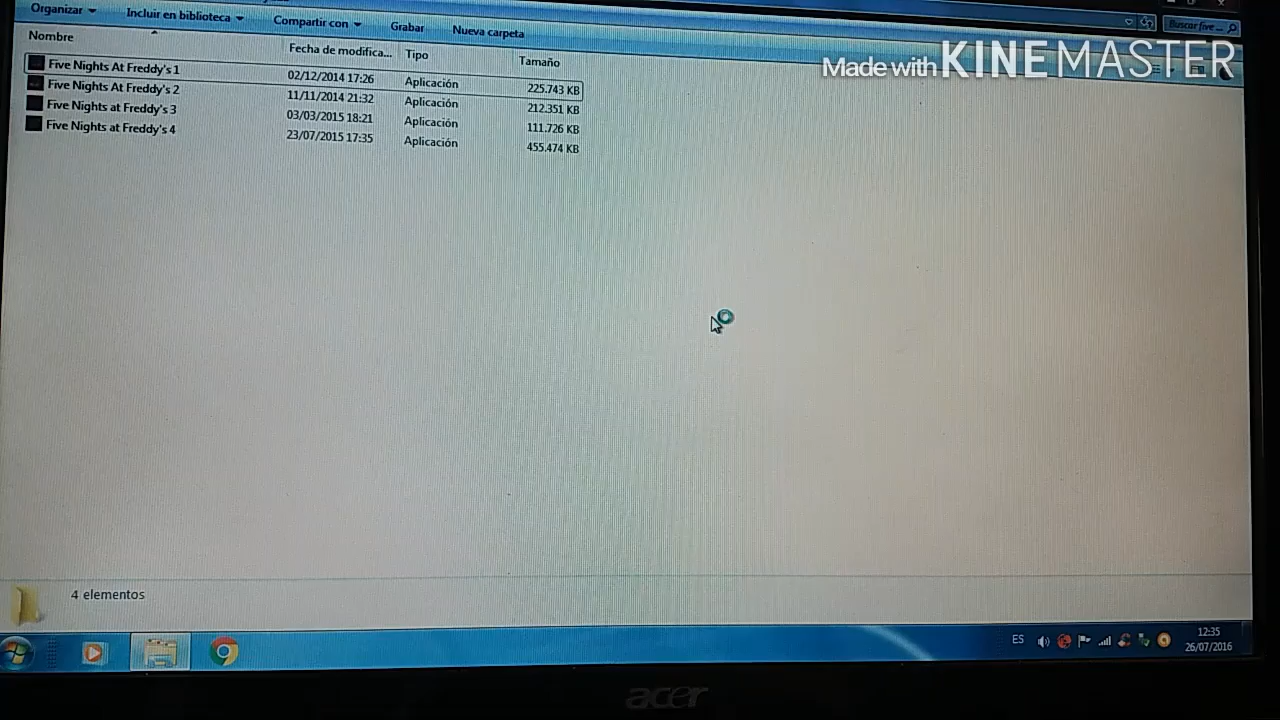 Organizar Incluir en biblioteca Compartir con Grabar Nueva carpeta Buscar five ...
Made with KINEMASTER
Nombre Fecha de modifica... Tipo Tamaño
Five Nights At Freddy's 1 02/12/2014 17:26 Aplicación 225.743 KB
Five Nights At Freddy's 2 11/11/2014 21:32 Aplicación 212.351 KB
Five Nights at Freddy's 3 03/03/2015 18:21 Aplicación 111.726 KB
Five Nights at Freddy's 4 23/07/2015 17:35 Aplicación 455.474 KB
4 elementos
ES 12:35
26/07/2016
acer